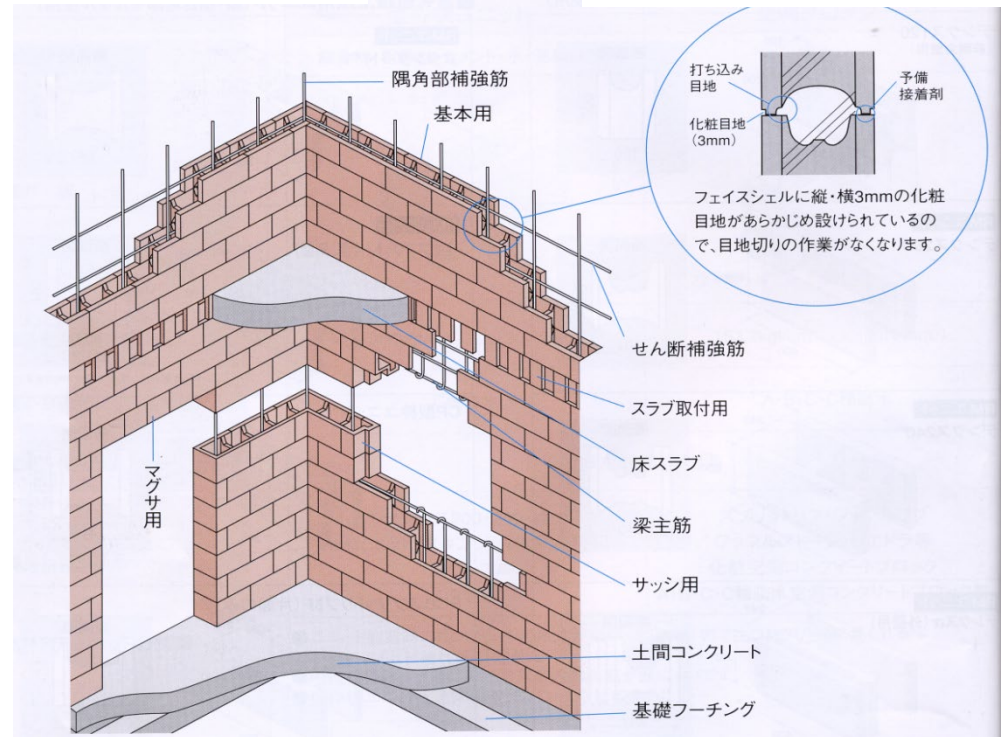 隅角部補強筋
基本用
打ち込み
目地
化粧目地
(3mm)
予備
接着剤
フェイスシェルに縦・横3mmの化粧
目地があらかじめ設けられているの
で、目地切りの作業がなくなります。
せん断補強筋
スラブ取付用
床スラブ
マグサ用
梁主筋
サッシ用
土間コンクリート
基礎フーチング